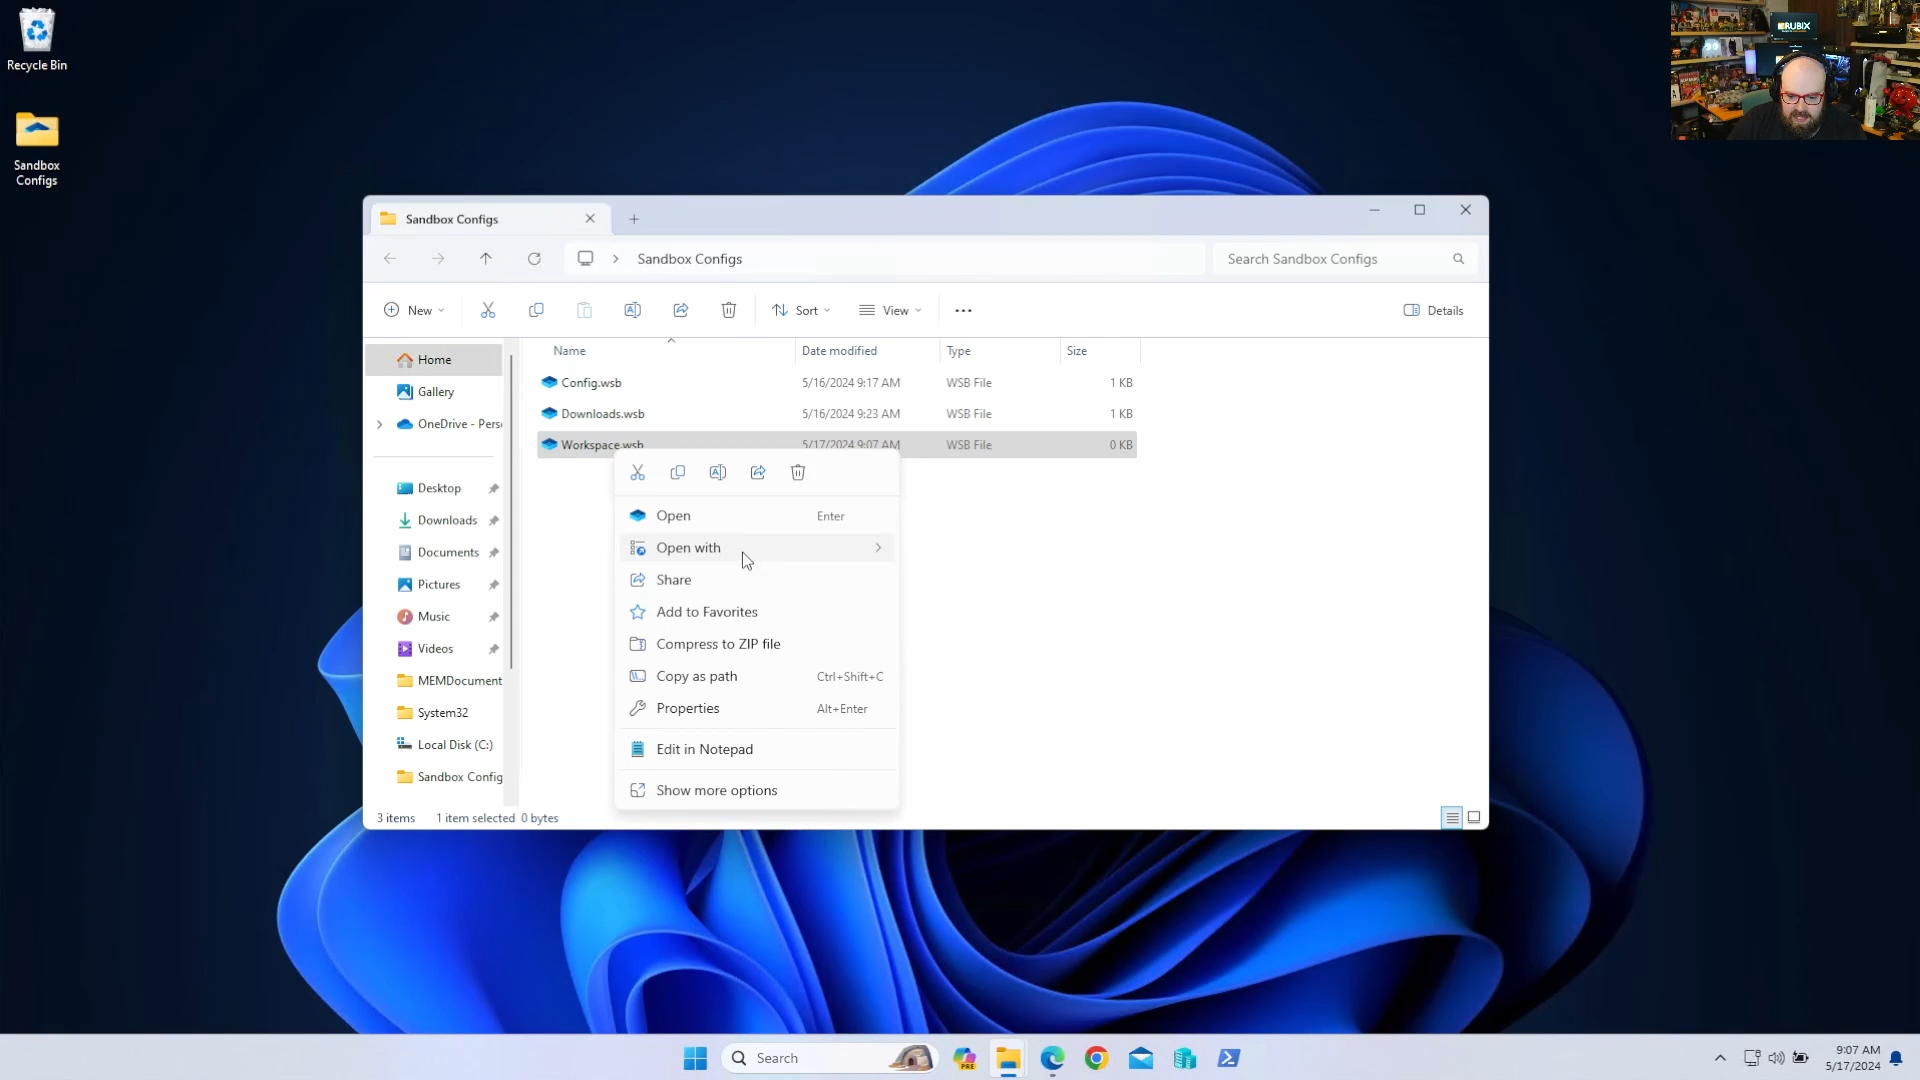 Recycle Bin
Sandbox
Configs
RUBIX
Sandbox Configs
Sandbox Configs
Search Sandbox Configs
New
Sort
View
Details
Name Date modified Type Size
Home
Gallery
OneDrive - Pers
Desktop
Downloads
Documents
Pictures
Music
Videos
MEMDocument
System32
Local Disk (C:)
Sandbox Config
Config.wsb 5/16/2024 9:17 AM WSB File 1 KB
Downloads.wsb 5/16/2024 9:23 AM WSB File 1 KB
Workspace.wsb 5/17/2024 9:07 AM WSB File 0 KB
Open Enter
Open with
Share
Add to Favorites
Compress to ZIP file
Copy as path Ctrl+Shift+C
Properties Alt+Enter
Edit in Notepad
Show more options
3 items 1 item selected 0 bytes
Search
PRE
9:07 AM
5/17/2024